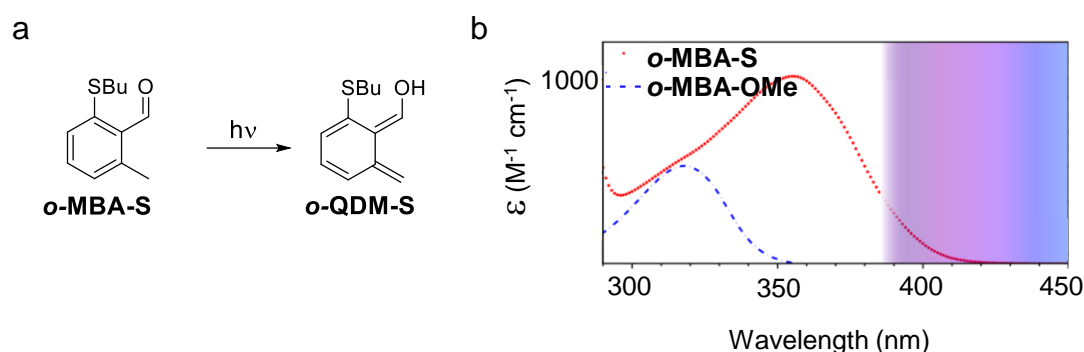 a
SBu O
o-MBA-S
hν
SBu OH
o-QDM-S
b
ε (M⁻¹ cm⁻¹)
1000
o-MBA-S
o-MBA-OMe
300 350 400 450
Wavelength (nm)